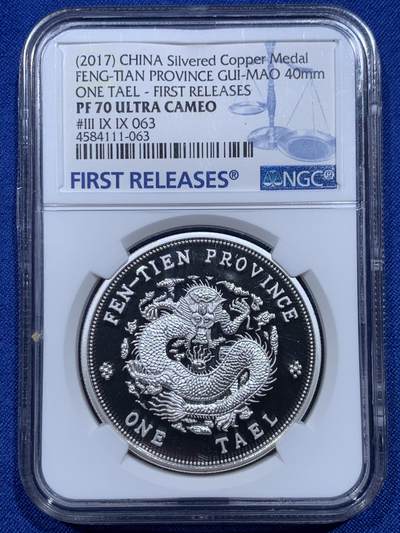 (2017) CHINA Silvered Copper Medal
FENG-TIAN PROVINCE GUI-MAO 40mm
ONE TAEL - FIRST RELEASES
PF 70 ULTRA CAMEO
#III IX IX 063
4584111-063
FIRST RELEASES®
NGC®
FEN-TIEN PROVINCE
ONE TAEL